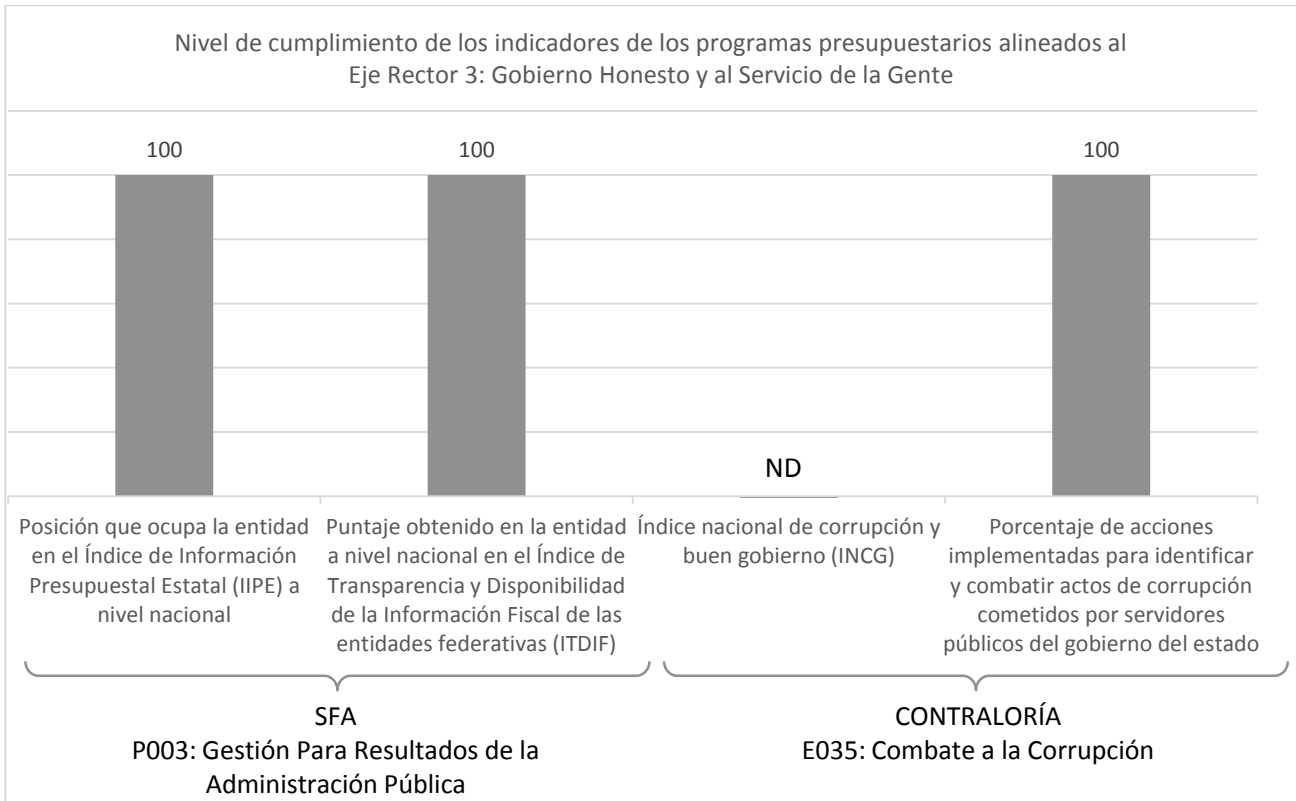 Nivel de cumplimiento de los indicadores de los programas presupuestarios alineados al
Eje Rector 3: Gobierno Honesto y al Servicio de la Gente
100
100
100
ND
Posición que ocupa la entidad
en el Índice de Información
Presupuestal Estatal (IIPE) a
nivel nacional
Puntaje obtenido en la entidad
a nivel nacional en el Índice de
Transparencia y Disponibilidad
de la Información Fiscal de las
entidades federativas (ITDIF)
Índice nacional de corrupción y
buen gobierno (INCG)
Porcentaje de acciones
implementadas para identificar
y combatir actos de corrupción
cometidos por servidores
públicos del gobierno del estado
SFA
P003: Gestión Para Resultados de la
Administración Pública
CONTRALORÍA
E035: Combate a la Corrupción